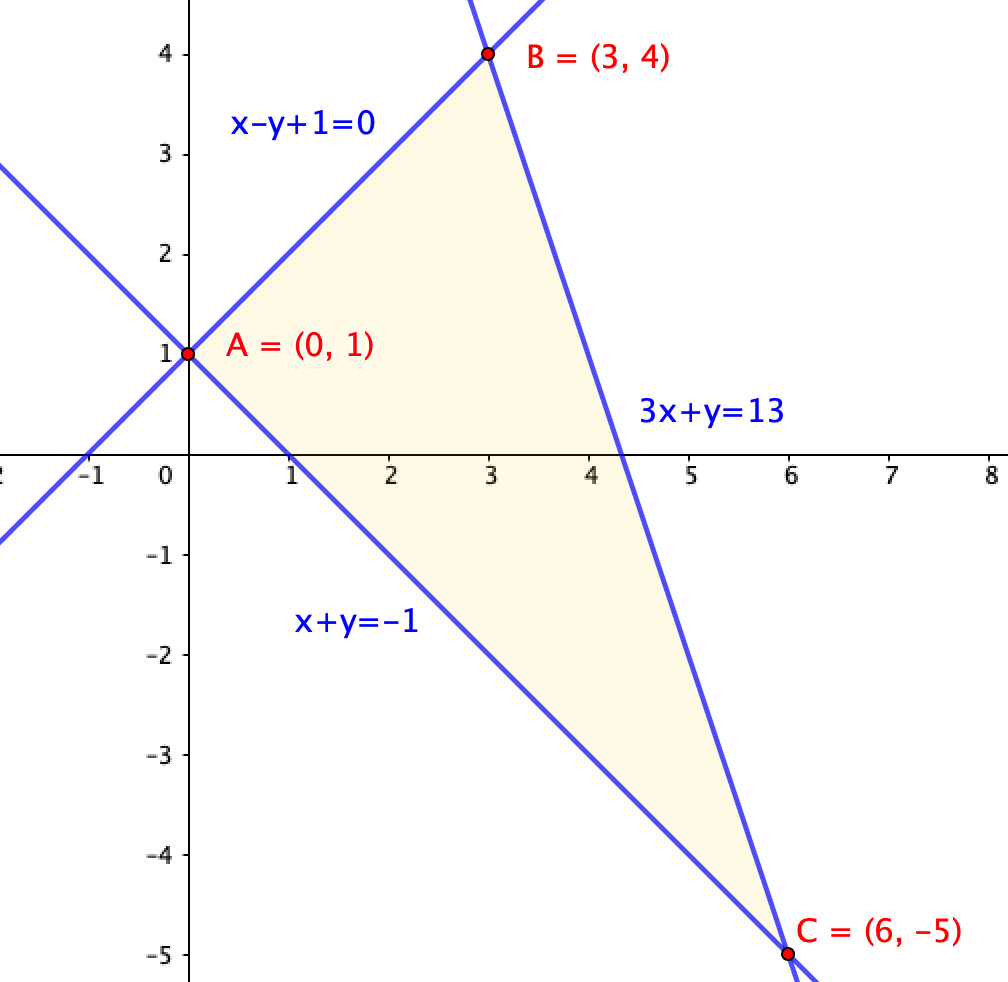 4
B = (3, 4)
x-y+1=0
3
2
A = (0, 1)
1
3x+y=13
2 -1 0 1 2 3 4 5 6 7 8
-1
x+y=-1
-2
-3
-4
C = (6, -5)
-5